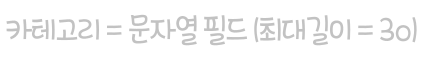 카테고리 = 문자열 필드 (최대길이 = 30)